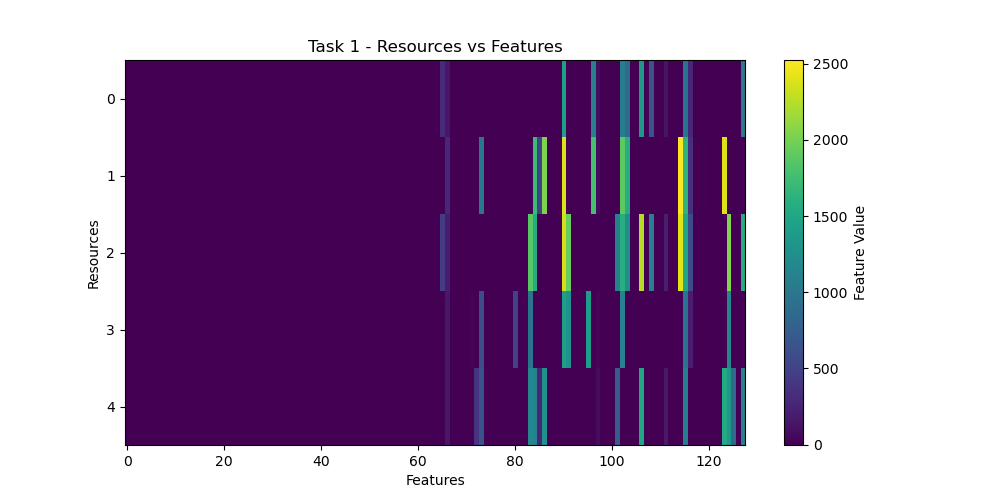 Task 1 - Resources vs Features
Resources
0
1
2
3
4
0 20 40 60 80 100 120
Features
2500
2000
1500
1000
500
0
Feature Value